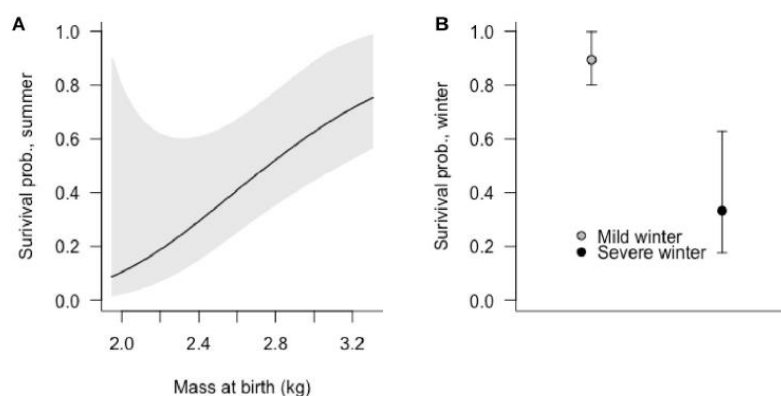 A
Surivival prob., summer
1.0
0.8
0.6
0.4
0.2
0.0
2.0
2.4
2.8
3.2
Mass at birth (kg)
B
Surivival prob., winter
1.0
0.8
0.6
0.4
0.2
0.0
Mild winter
Severe winter